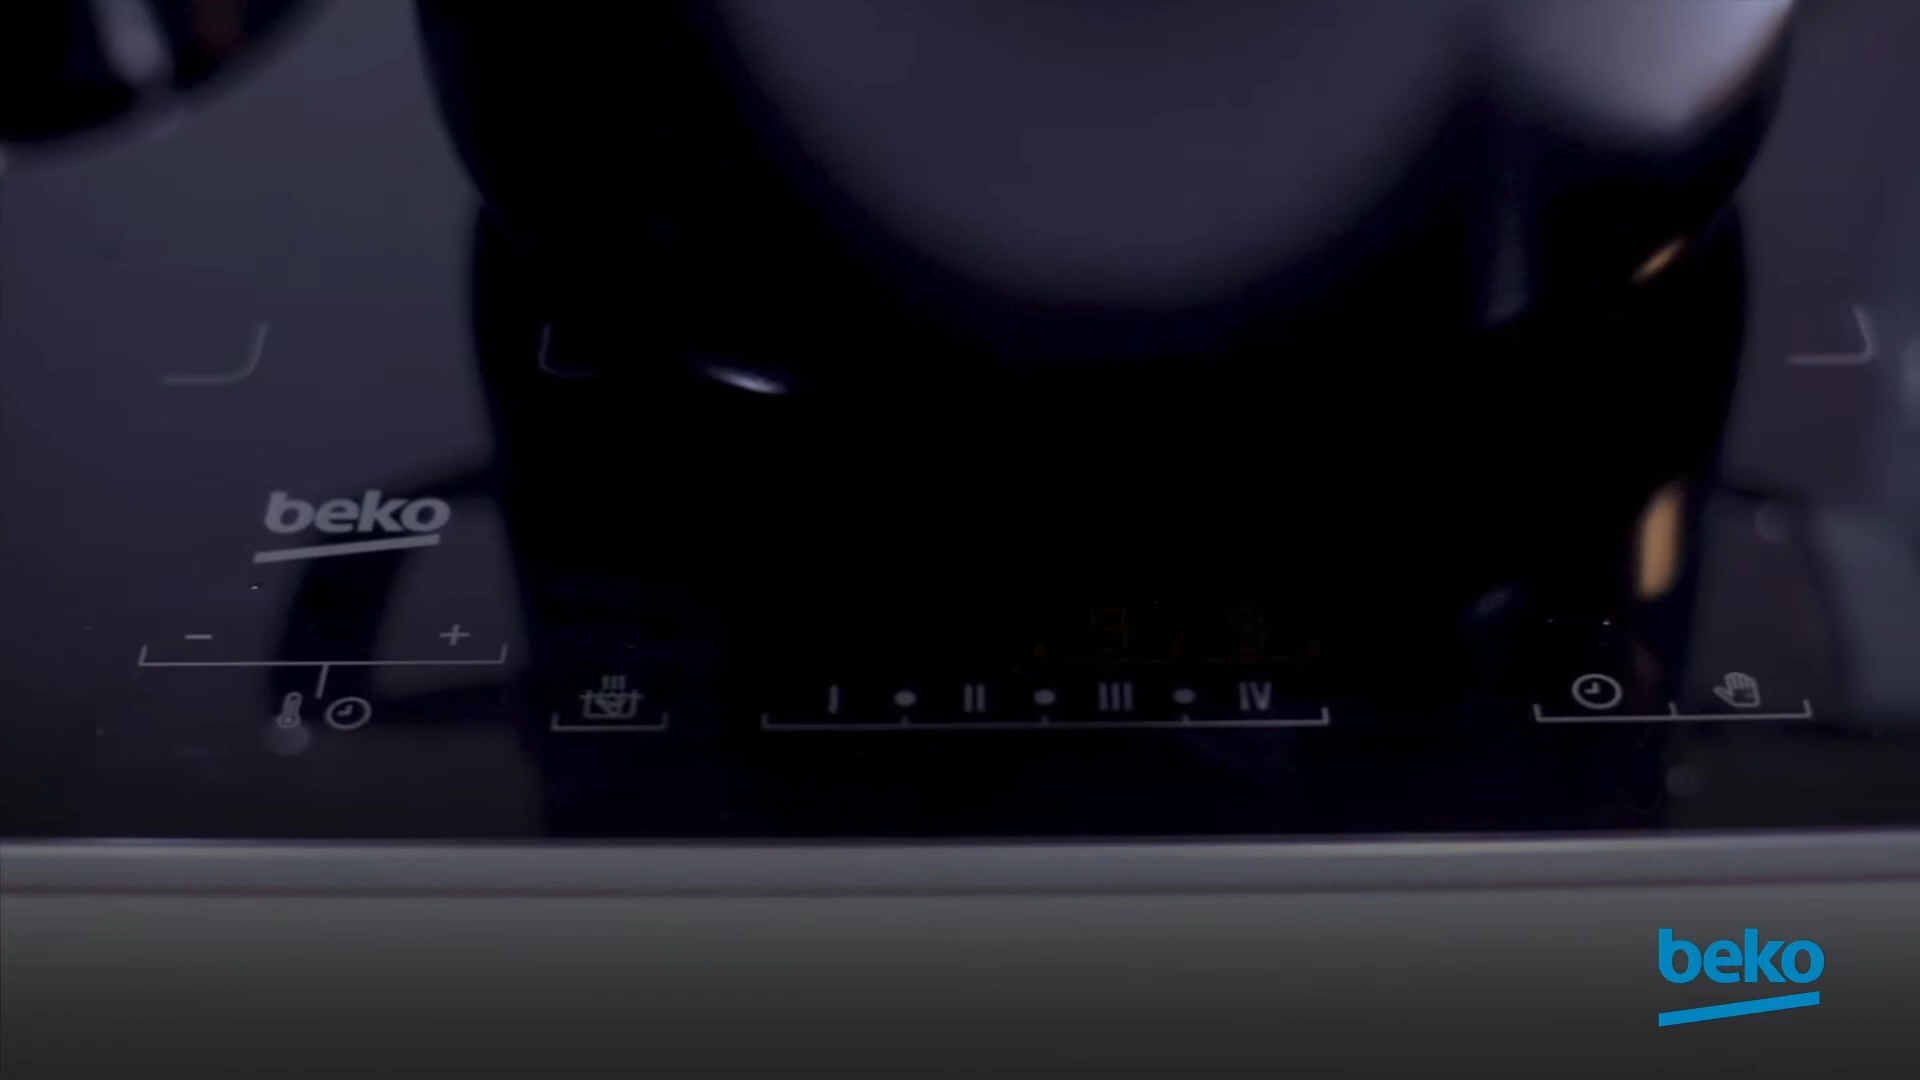 beko
− +
I • II • III • IV
beko